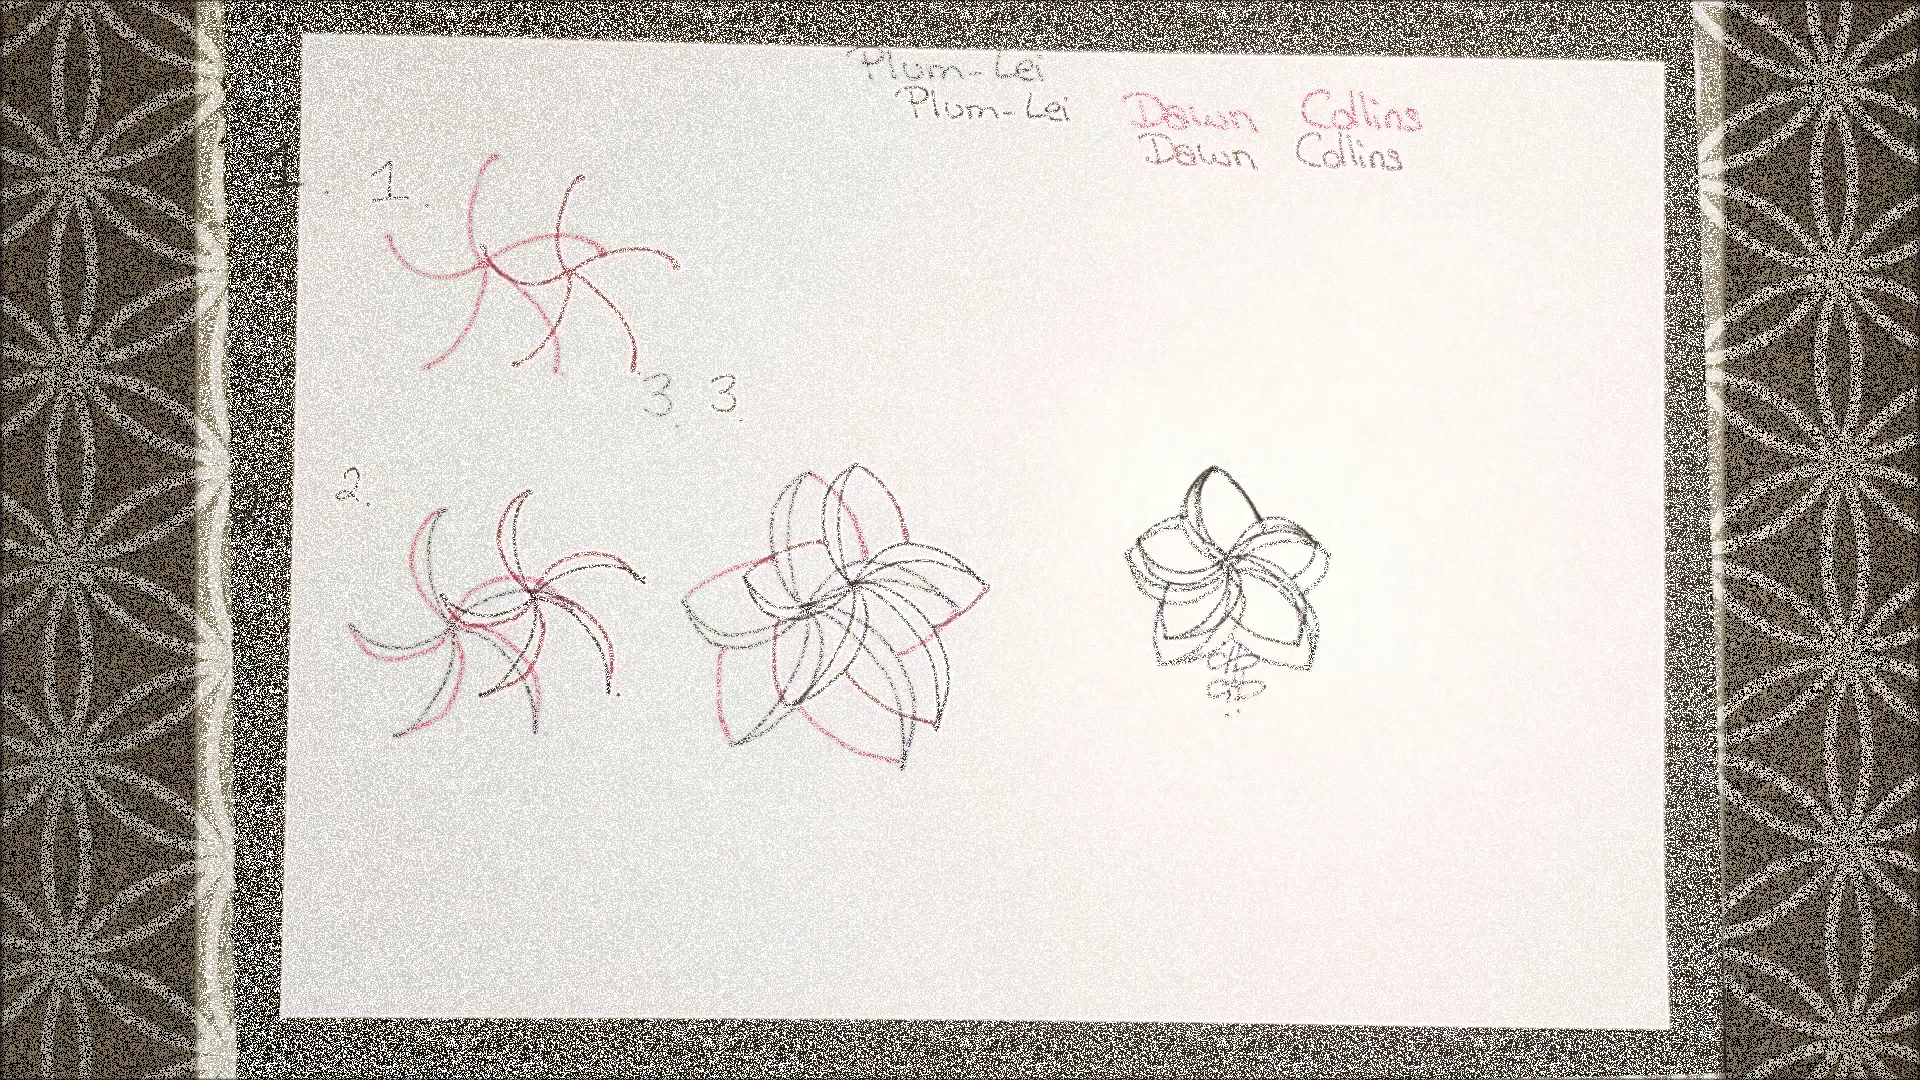 Plum-Lei
Plum-Lei
Dawn Collins
Dawn Collins
1.
3. 3.
2.